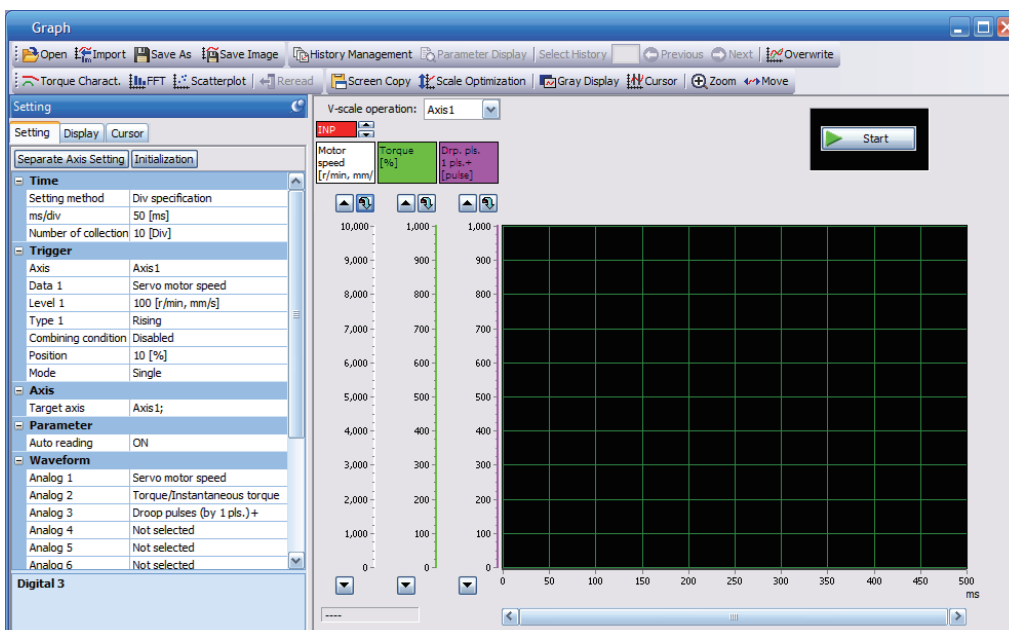 Graph
Open Import Save As Save Image History Management Parameter Display Select History Previous Next Overwrite
Torque Charact. FFT Scatterplot Reread Screen Copy Scale Optimization Gray Display Cursor Zoom Move
Setting
Setting Display Cursor
Separate Axis Setting Initialization
Time
Setting method Div specification
ms/div 50 [ms]
Number of collection 10 [Div]
Trigger
Axis Axis1
Data 1 Servo motor speed
Level 1 100 [r/min, mm/s]
Type 1 Rising
Combining condition Disabled
Position 10 [%]
Mode Single
Axis
Target axis Axis1;
Parameter
Auto reading ON
Waveform
Analog 1 Servo motor speed
Analog 2 Torque/Instantaneous torque
Analog 3 Droop pulses (by 1 pls.)+
Analog 4 Not selected
Analog 5 Not selected
Analog 6 Not selected
Digital 3
V-scale operation: Axis1
INP
Motor speed [r/min, mm/
Torque [%]
Drp. pls. 1 pls.+ [pulse]
Start
10,000 1,000 1,000
9,000 900 900
8,000 800 800
7,000 700 700
6,000 600 600
5,000 500 500
4,000 400 400
3,000 300 300
2,000 200 200
1,000 100 100
0 0 0
0 50 100 150 200 250 300 350 400 450 500
ms
----